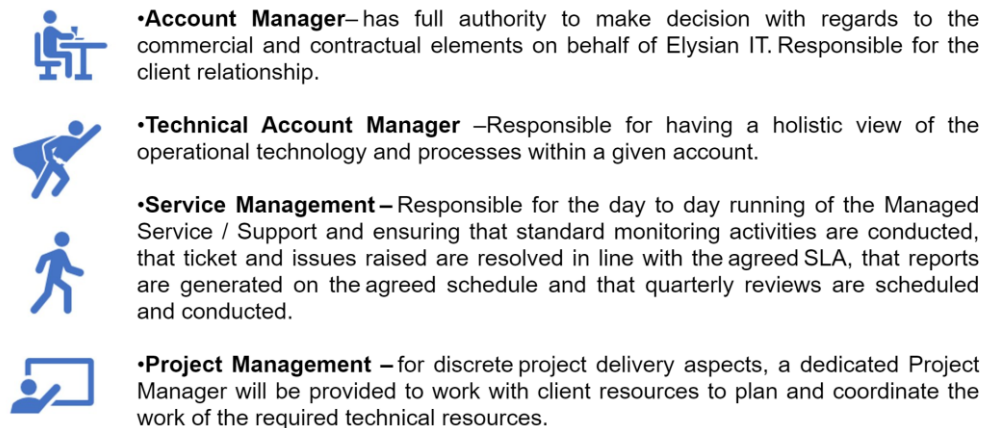 •Account Manager– has full authority to make decision with regards to the
commercial and contractual elements on behalf of Elysian IT. Responsible for the
client relationship.
•Technical Account Manager –Responsible for having a holistic view of the
operational technology and processes within a given account.
•Service Management – Responsible for the day to day running of the Managed
Service / Support and ensuring that standard monitoring activities are conducted,
that ticket and issues raised are resolved in line with the agreed SLA, that reports
are generated on the agreed schedule and that quarterly reviews are scheduled
and conducted.
•Project Management – for discrete project delivery aspects, a dedicated Project
Manager will be provided to work with client resources to plan and coordinate the
work of the required technical resources.